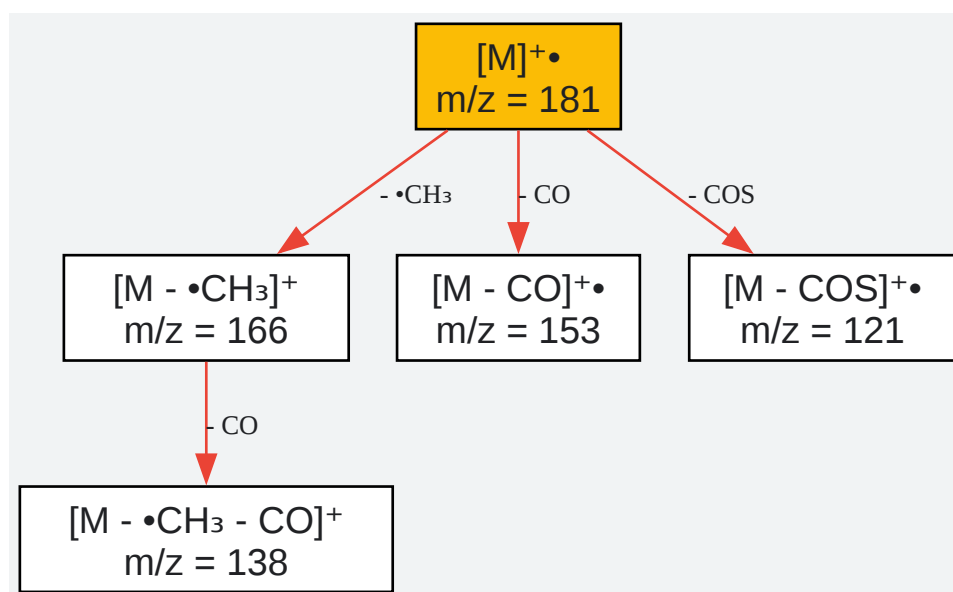 [M]⁺•
m/z = 181
- •CH₃
- CO
- COS
[M - •CH₃]⁺
m/z = 166
[M - CO]⁺•
m/z = 153
[M - COS]⁺•
m/z = 121
- CO
[M - •CH₃ - CO]⁺
m/z = 138